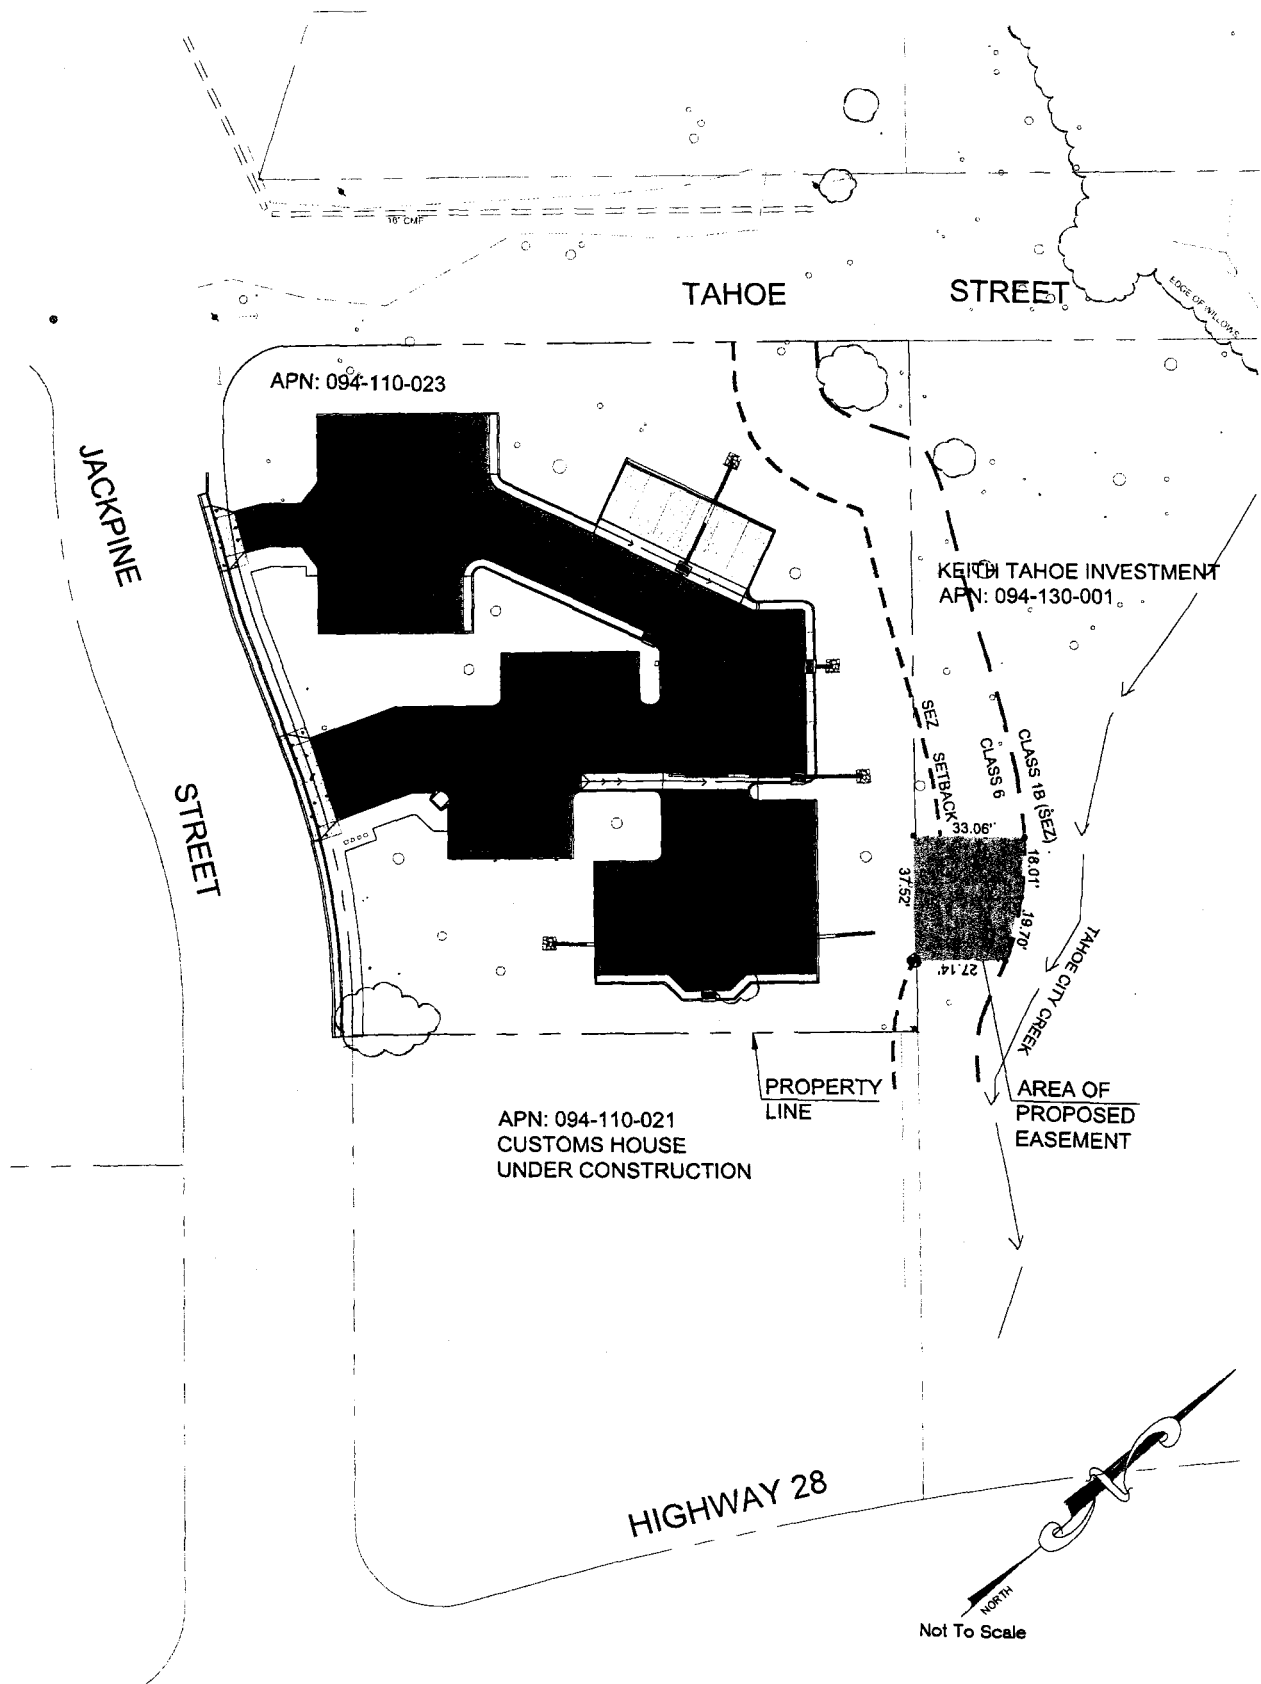 18" CMP
TAHOE STREET
EDGE OF WILLOWS
APN: 094-110-023
JACKPINE
STREET
KEITH TAHOE INVESTMENT
APN: 094-130-001
SEZ SETBACK
CLASS 6
CLASS 1B (SEZ)
33.06'
18.01'
37.52'
19.70'
27.14'
TAHOE CITY CREEK
PROPERTY
LINE
AREA OF
PROPOSED
EASEMENT
APN: 094-110-021
CUSTOMS HOUSE
UNDER CONSTRUCTION
HIGHWAY 28
NORTH
Not To Scale